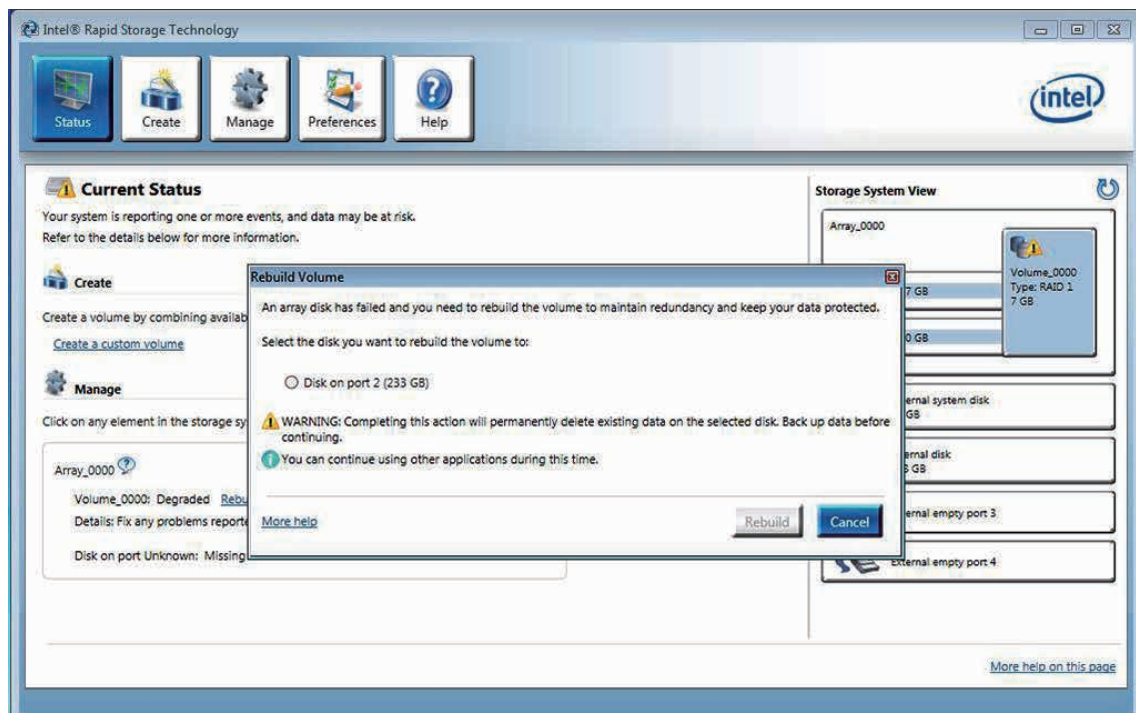 Intel® Rapid Storage Technology
Status
Create
Manage
Preferences
Help
intel
Current Status
Your system is reporting one or more events, and data may be at risk.
Refer to the details below for more information.
Create
Create a volume by combining availab
Create a custom volume
Manage
Click on any element in the storage sy
Array_0000
Volume_0000: Degraded Rebu
Details: Fix any problems reporte
Disk on port Unknown: Missing
Rebuild Volume
An array disk has failed and you need to rebuild the volume to maintain redundancy and keep your data protected.
Select the disk you want to rebuild the volume to:
Disk on port 2 (233 GB)
WARNING: Completing this action will permanently delete existing data on the selected disk. Back up data before
continuing.
You can continue using other applications during this time.
More help
Rebuild
Cancel
Storage System View
Array_0000
7 GB
0 GB
Volume_0000
Type: RAID 1
7 GB
ernal system disk
GB
ernal disk
GB
ernal empty port 3
External empty port 4
More help on this page